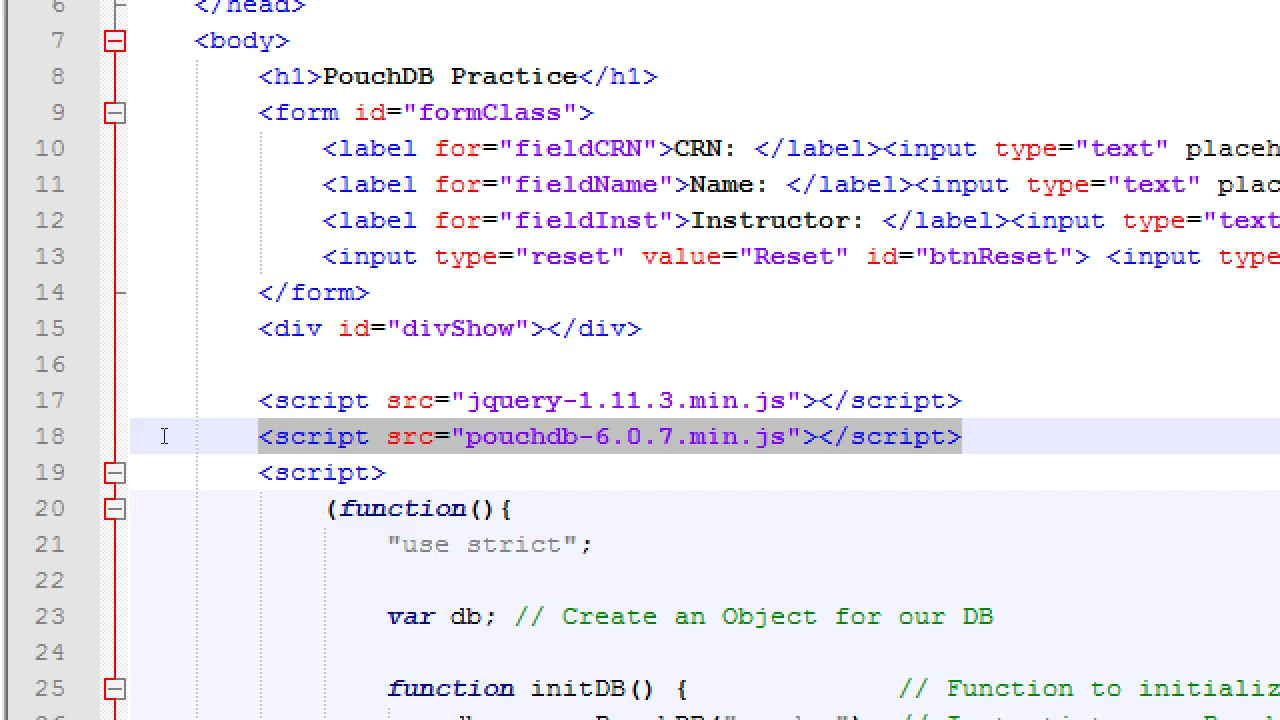 6 </head>
7 <body>
8 <h1>PouchDB Practice</h1>
9 <form id="formClass">
10 <label for="fieldCRN">CRN: </label><input type="text" placeh
11 <label for="fieldName">Name: </label><input type="text" plac
12 <label for="fieldInst">Instructor: </label><input type="text
13 <input type="reset" value="Reset" id="btnReset"> <input type
14 </form>
15 <div id="divShow"></div>
16
17 <script src="jquery-1.11.3.min.js"></script>
18 <script src="pouchdb-6.0.7.min.js"></script>
19 <script>
20 (function(){
21 "use strict";
22
23 var db; // Create an Object for our DB
24
25 function initDB() { // Function to initializ